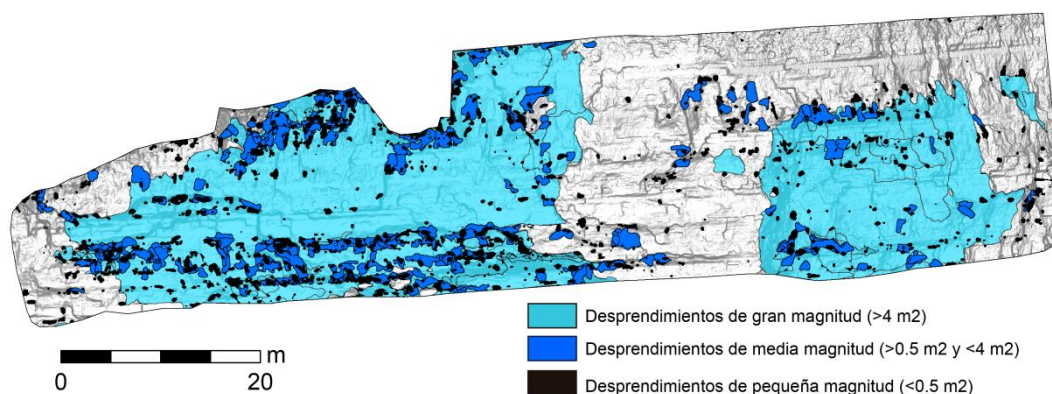 Desprendimientos de gran magnitud (>4 m2)
Desprendimientos de media magnitud (>0.5 m2 y <4 m2)
Desprendimientos de pequeña magnitud (<0.5 m2)
m
0 20